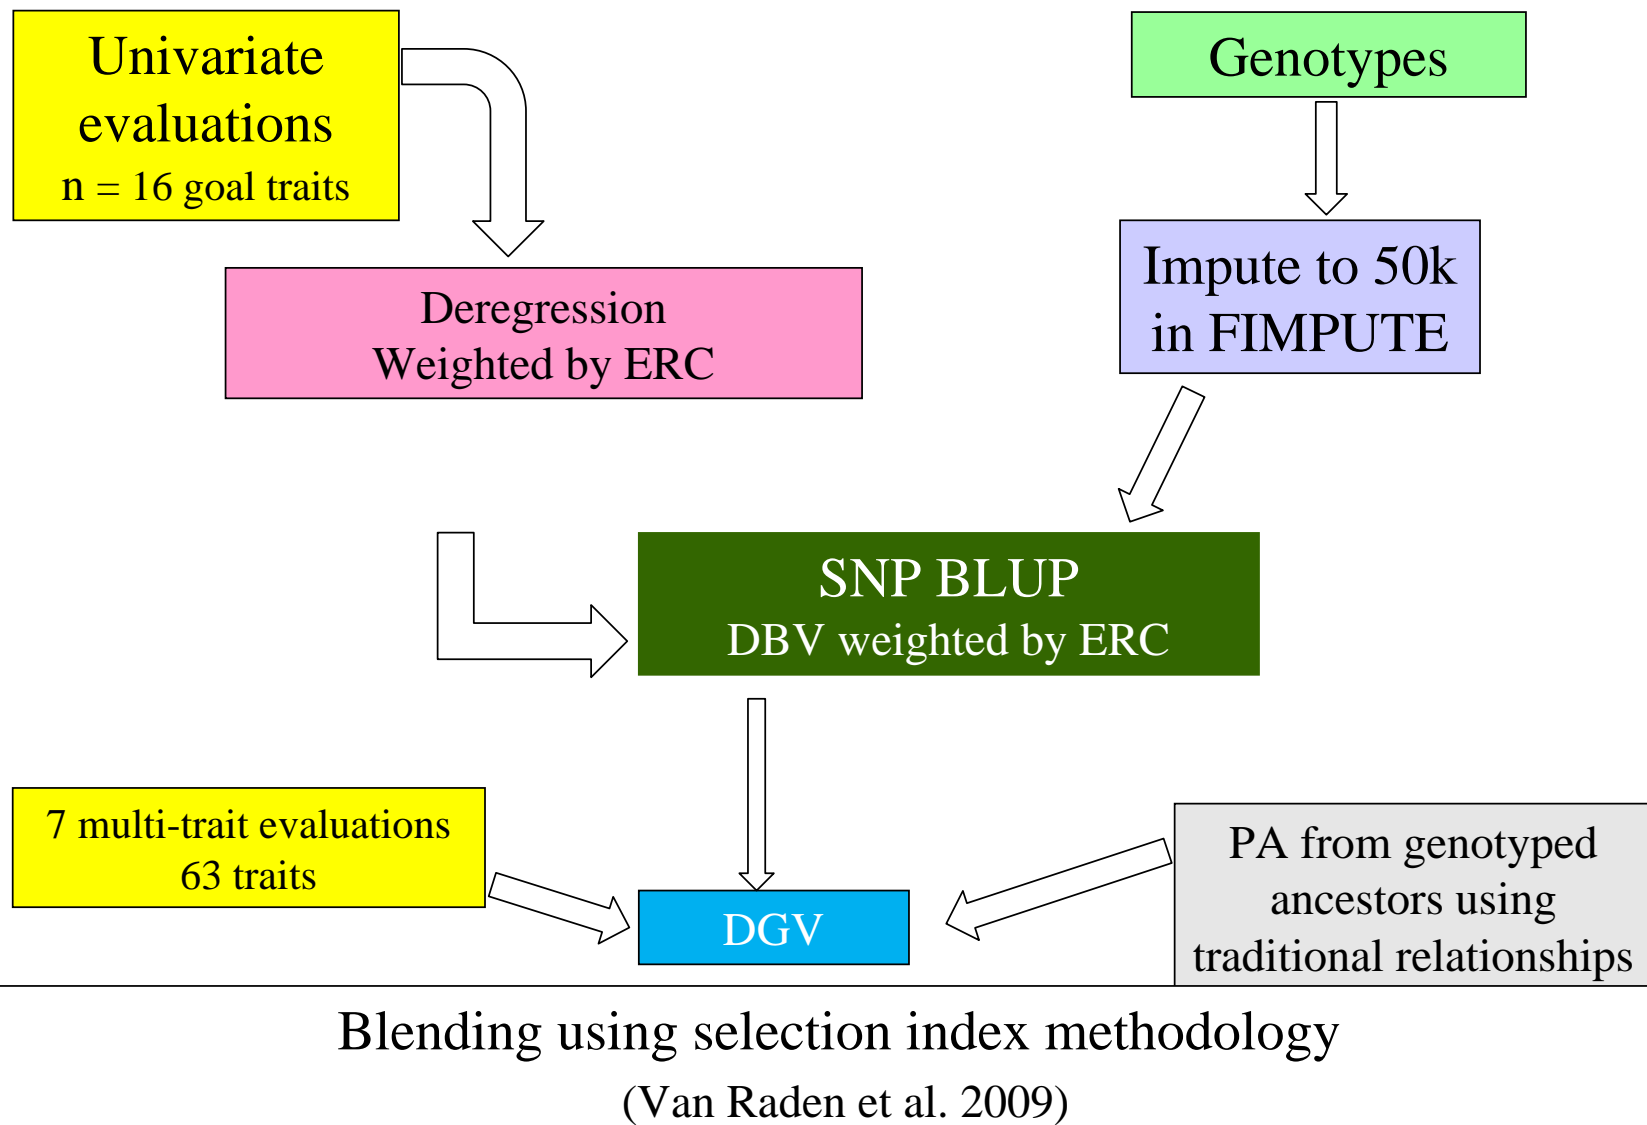 Univariate
evaluations
n = 16 goal traits
Genotypes
Impute to 50k
in FIMPUTE
Deregression
Weighted by ERC
SNP BLUP
DBV weighted by ERC
7 multi-trait evaluations
63 traits
DGV
PA from genotyped
ancestors using
traditional relationships
Blending using selection index methodology
(Van Raden et al. 2009)